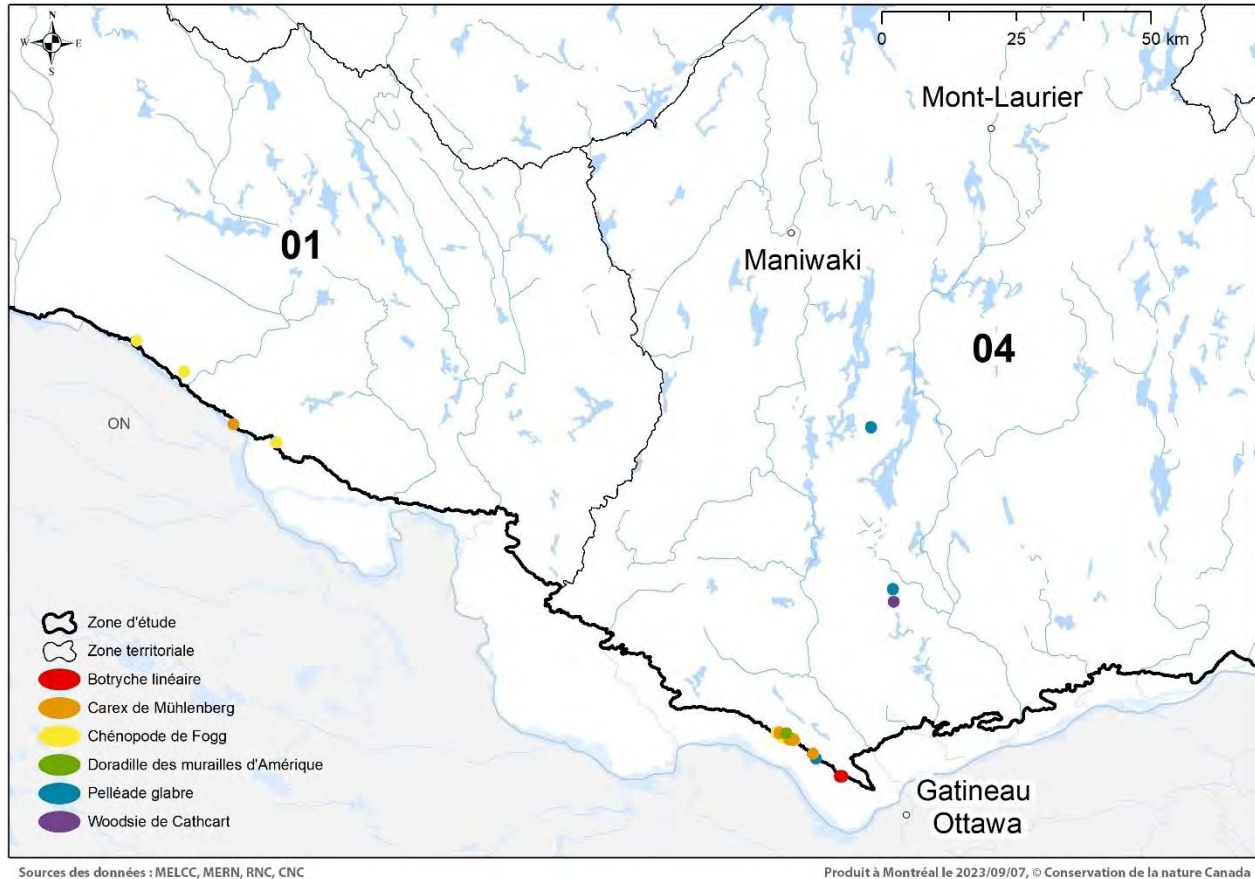 N
W E
S
0 25 50 km
Mont-Laurier
01
Maniwaki
04
ON
Zone d'étude
Zone territoriale
Botryche linéaire
Carex de Mühlenberg
Chénopode de Fogg
Doradille des murailles d'Amérique
Pelléade glabre
Woodsie de Cathcart
Gatineau
Ottawa
Sources des données : MELCC, MERN, RNC, CNC
Produit à Montréal le 2023/09/07, © Conservation de la nature Canada